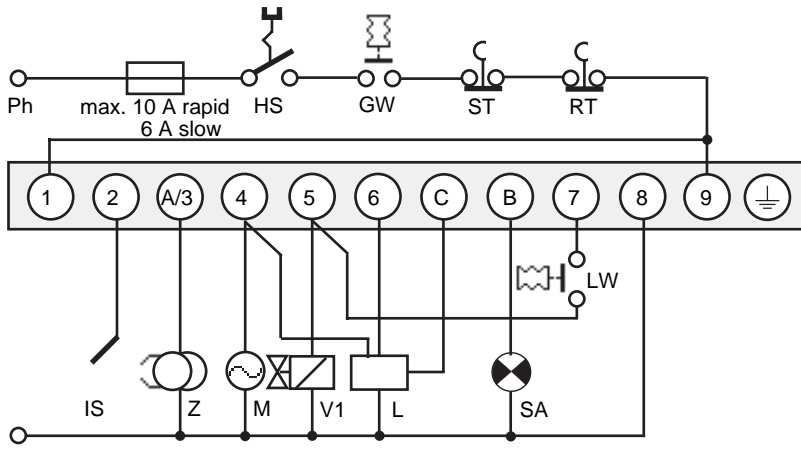 Ph max. 10 A rapid HS GW ST RT
6 A slow
1 2 A/3 4 5 6 C B 7 8 9
LW
IS Z M V1 L SA